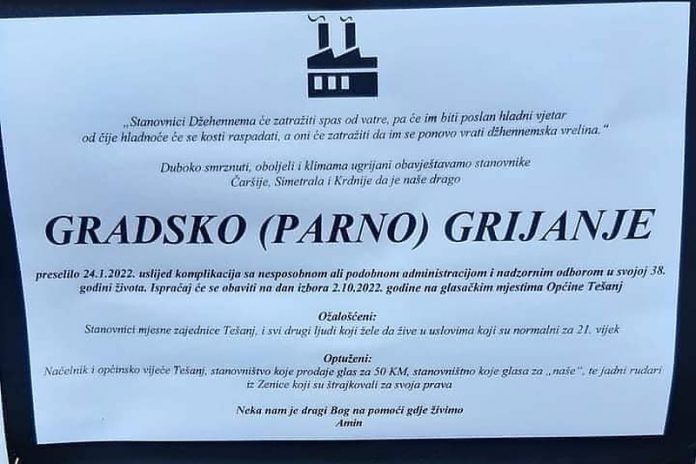 „Stanovnici Džehennema će zatražiti spas od vatre, pa će im biti poslan hladni vjetar
od čije hladnoće će se kosti raspadati, a oni će zatražiti da im se ponovo vrati džhennemska vrelina.“
Duboko smrznuti, oboljeli i klimama ugrijani obavještavamo stanovnike
Čaršije, Simetrala i Krdnije da je naše drago
GRADSKO (PARNO) GRIJANJE
preselilo 24.1.2022. uslijed komplikacija sa nesposobnom ali podobnom administracijom i nadzornim odborom u svojoj 38.
godini života. Ispraćaj će se obaviti na dan izbora 2.10.2022. godine na glasačkim mjestima Općine Tešanj
Ožalošćeni:
Stanovnici mjesne zajednice Tešanj, i svi drugi ljudi koji žele da žive u uslovima koji su normalni za 21. vijek
Optuženi:
Načelnik i općinsko vijeće Tešanj, stanovništvo koje prodaje glas za 50 KM, stanovništno koje glasa za „naše”, te jadni rudari
iz Zenice koji su štrajkovali za svoja prava
Neka nam je dragi Bog na pomoći gdje živimo
Amin